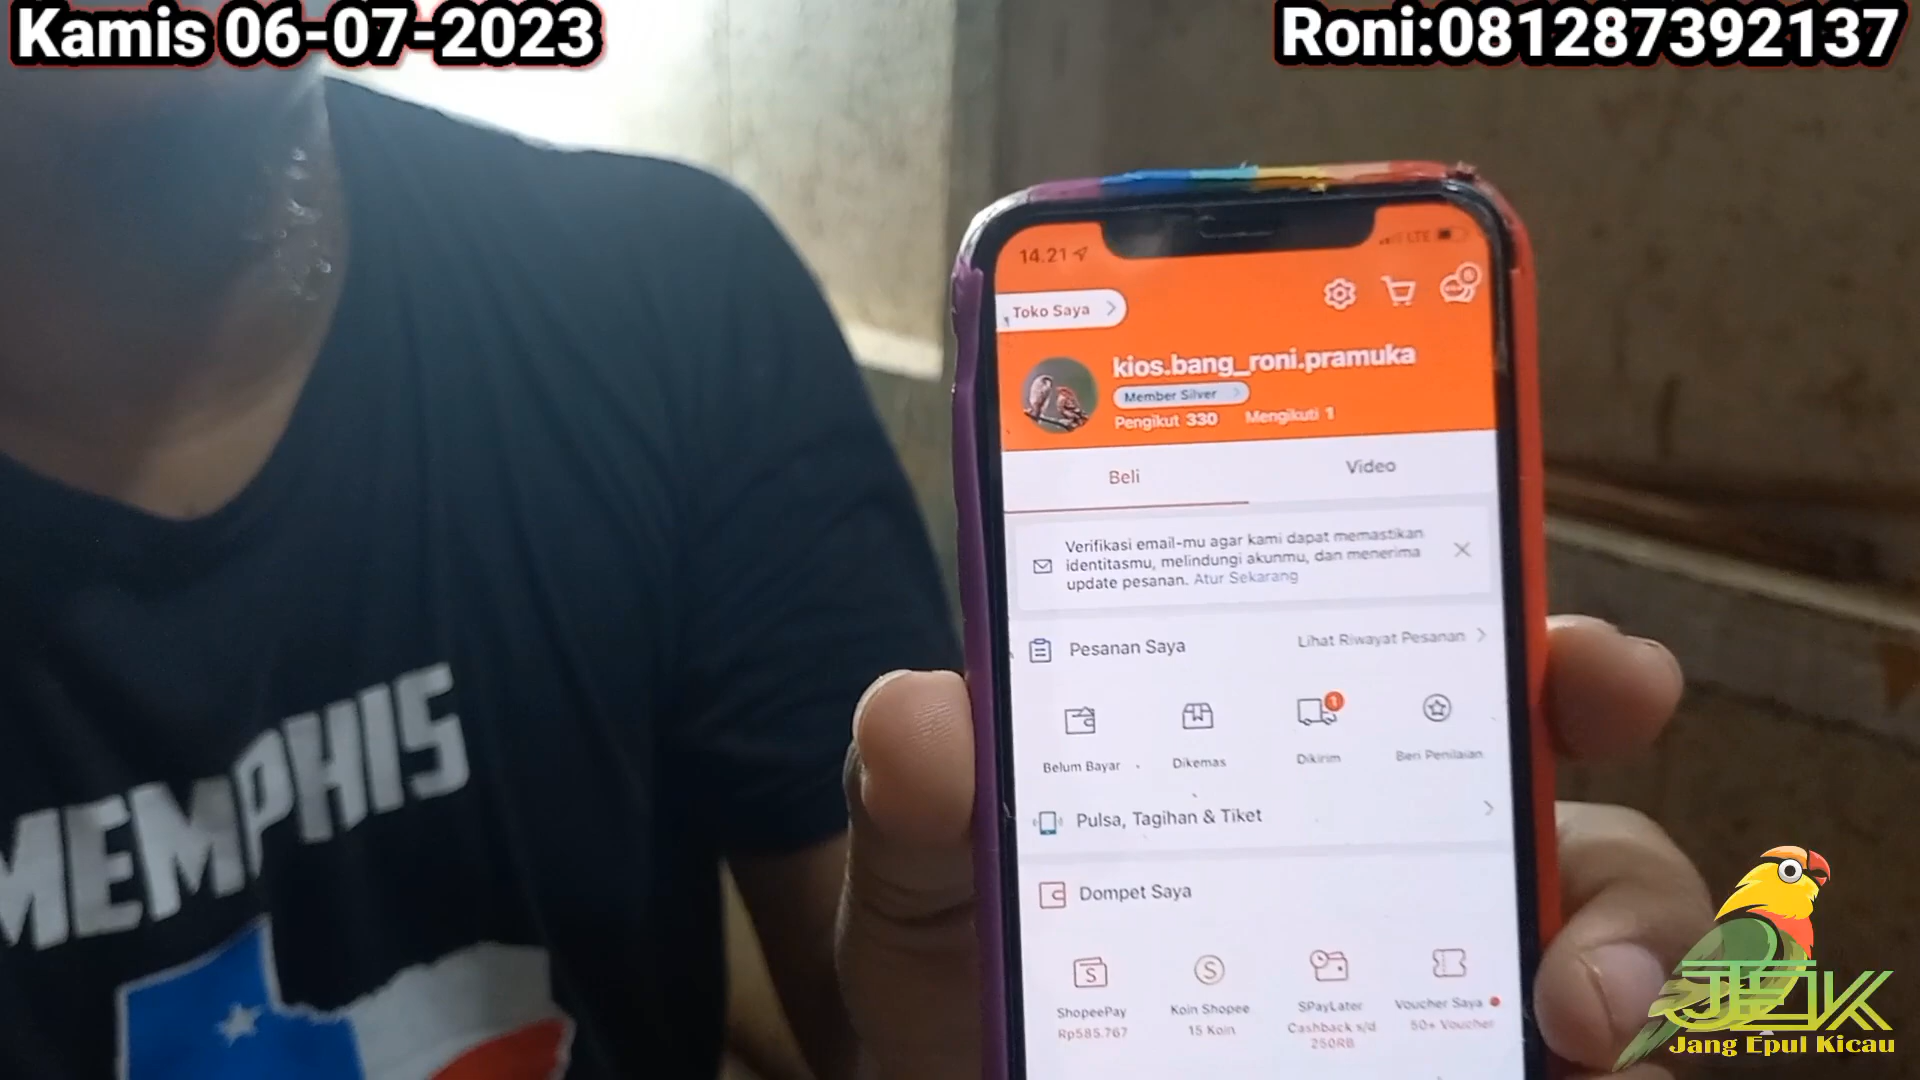 Kamis 06-07-2023
Roni:081287392137
14.21
LTE
Toko Saya
kios.bang_roni.pramuka
Member Silver
Pengikut 330 Mengikuti 1
Beli
Video
Verifikasi email-mu agar kami dapat memastikan
identitasmu, melindungi akunmu, dan menerima
update pesanan. Atur Sekarang
Pesanan Saya
Lihat Riwayat Pesanan
1
Belum Bayar
Dikemas
Dikirim
Beri Penilaian
Pulsa, Tagihan & Tiket
Dompet Saya
ShopeePay
Rp585.767
Koin Shopee
15 Koin
SPayLater
Cashback s/d
250RB
Voucher Saya
50+ Voucher
MEMPHIS
JEK
Jang Epul Kicau